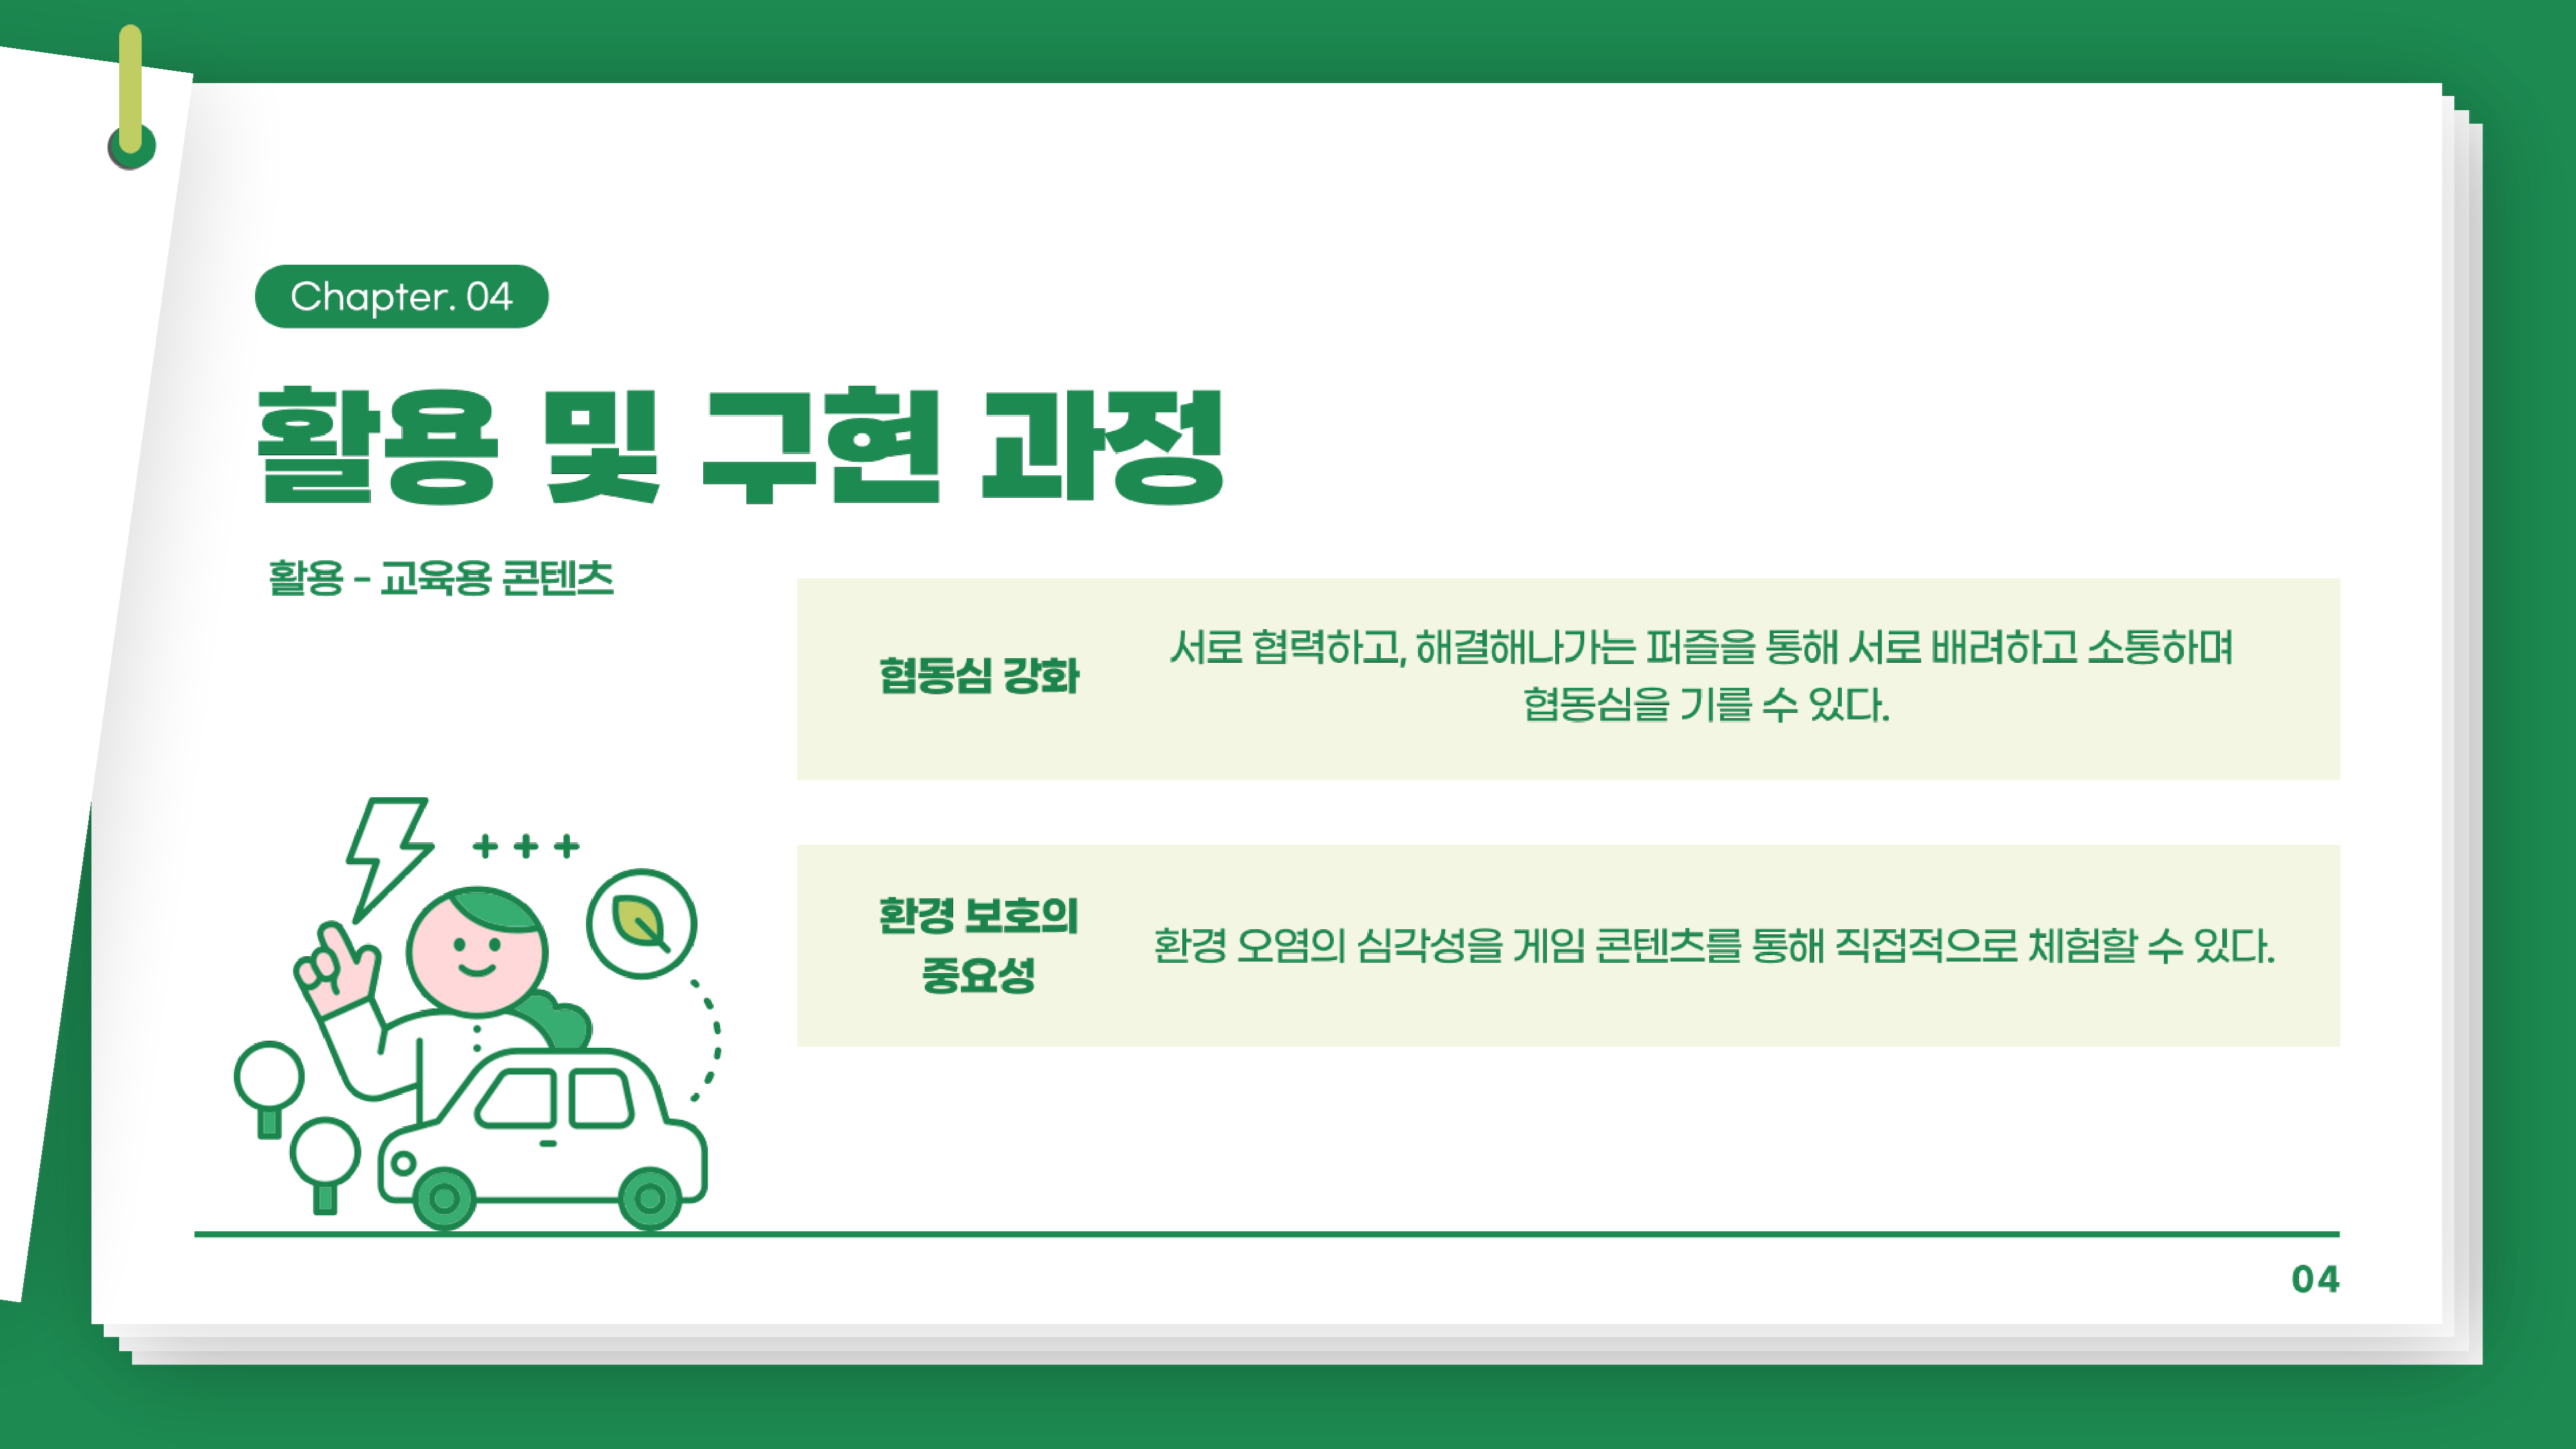 Chapter. 04
활용 및 구현 과정
활용 - 교육용 콘텐츠
협동심 강화
서로 협력하고, 해결해나가는 퍼즐을 통해 서로 배려하고 소통하며
협동심을 기를 수 있다.
환경 보호의
중요성
환경 오염의 심각성을 게임 콘텐츠를 통해 직접적으로 체험할 수 있다.
04